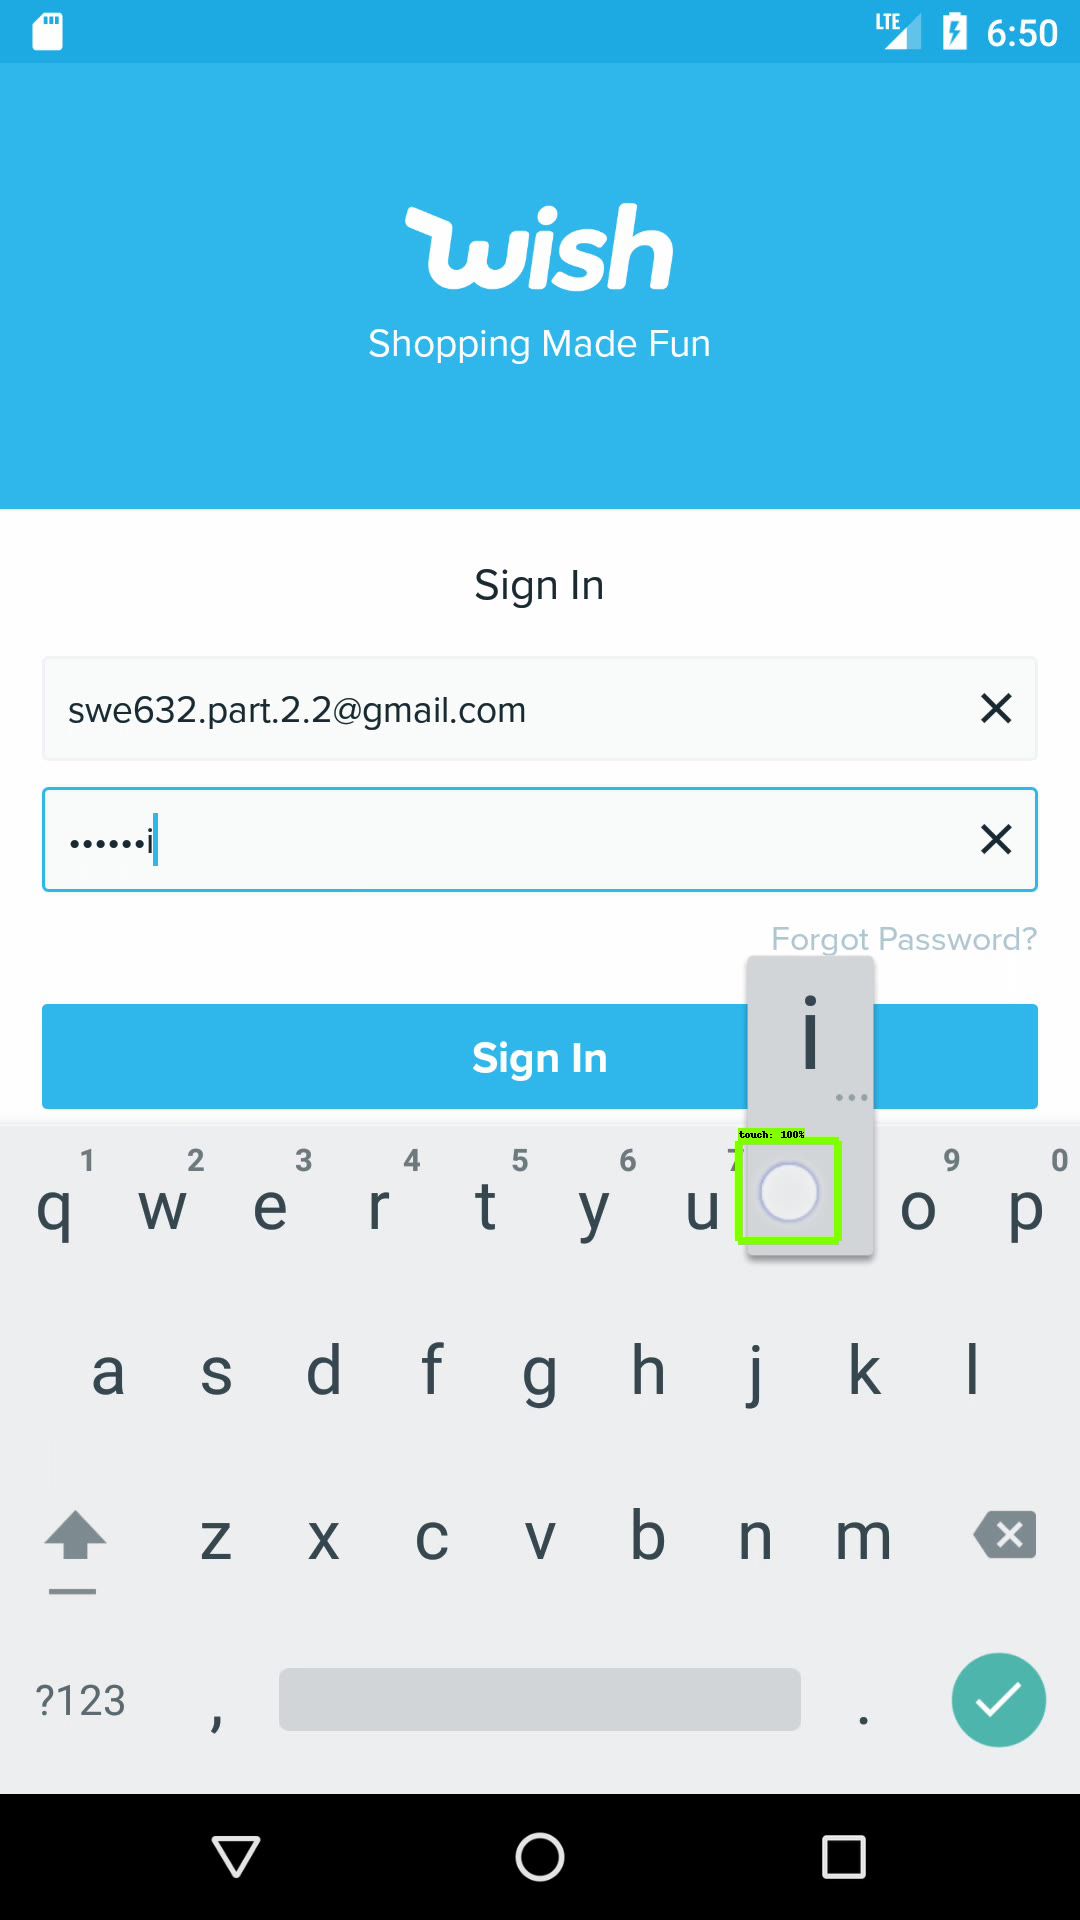 LTE 6:50
wish
Shopping Made Fun
Sign In
swe632.part.2.2@gmail.com
••••••i
Forgot Password?
Sign In
i
...
touch: 100%
1 2 3 4 5 6 7 9 0
q w e r t y u o p
a s d f g h j k l
z x c v b n m
?123 , .